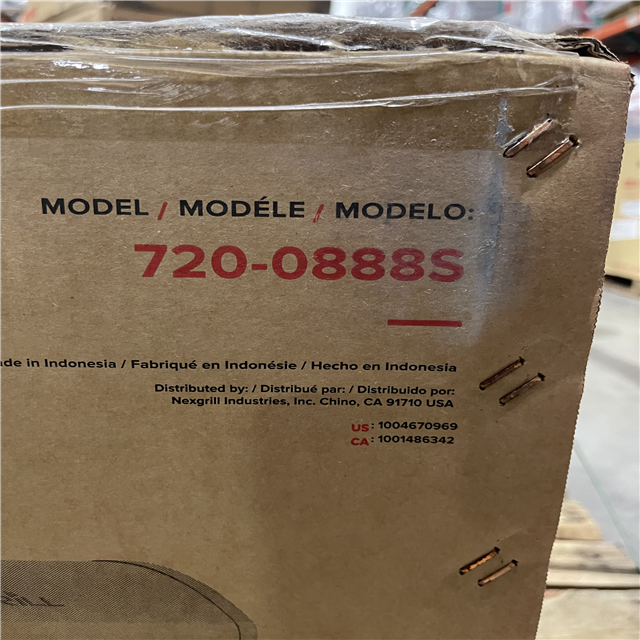 MODEL / MODÉLE / MODELO:
720-0888S
in Indonesia / Fabriqué en Indonésie / Hecho en Indonesia
Distributed by: / Distribué par: / Distribuido por:
Nexgrill Industries, Inc. Chino, CA 91710 USA
US: 1004670969
CA: 1001486342